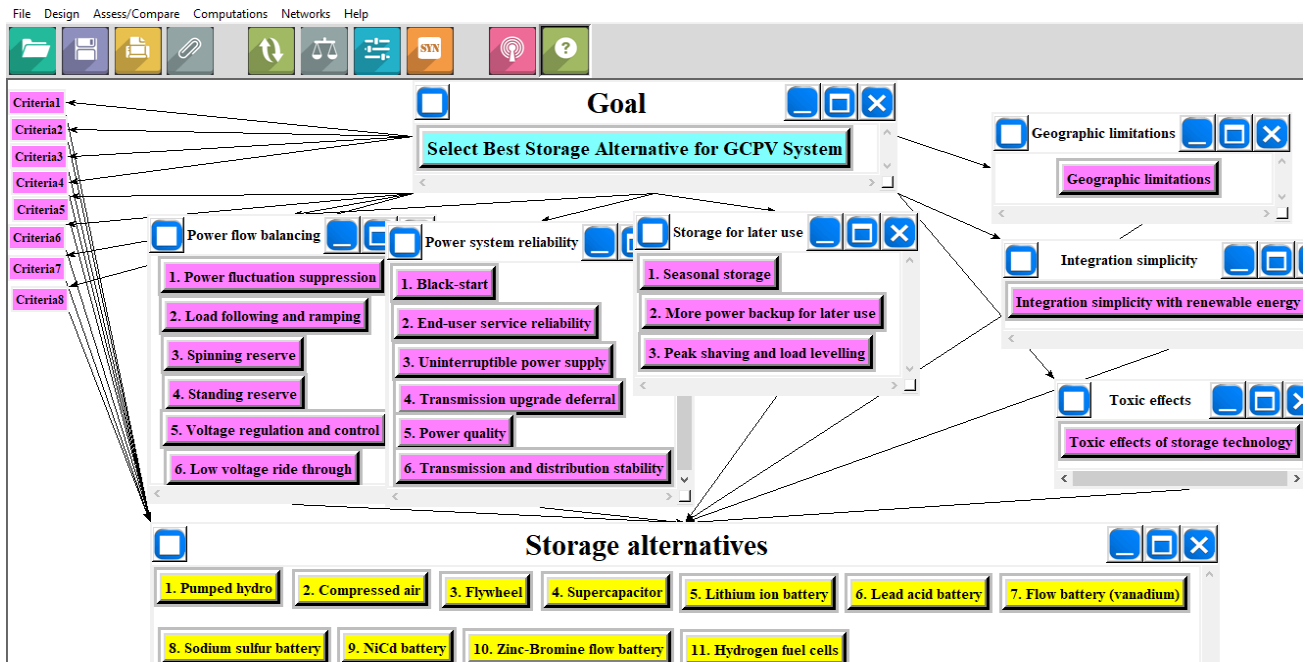 File Design Assess/Compare Computations Networks Help
SYN
?
Criteria1
Criteria2
Criteria3
Criteria4
Criteria5
Criteria6
Criteria7
Criteria8
Goal
Select Best Storage Alternative for GCPV System
Geographic limitations
Geographic limitations
Power flow balancing
1. Power fluctuation suppression
2. Load following and ramping
3. Spinning reserve
4. Standing reserve
5. Voltage regulation and control
6. Low voltage ride through
Power system reliability
1. Black-start
2. End-user service reliability
3. Uninterruptible power supply
4. Transmission upgrade deferral
5. Power quality
6. Transmission and distribution stability
Storage for later use
1. Seasonal storage
2. More power backup for later use
3. Peak shaving and load levelling
Integration simplicity
Integration simplicity with renewable energy
Toxic effects
Toxic effects of storage technology
Storage alternatives
1. Pumped hydro
2. Compressed air
3. Flywheel
4. Supercapacitor
5. Lithium ion battery
6. Lead acid battery
7. Flow battery (vanadium)
8. Sodium sulfur battery
9. NiCd battery
10. Zinc-Bromine flow battery
11. Hydrogen fuel cells